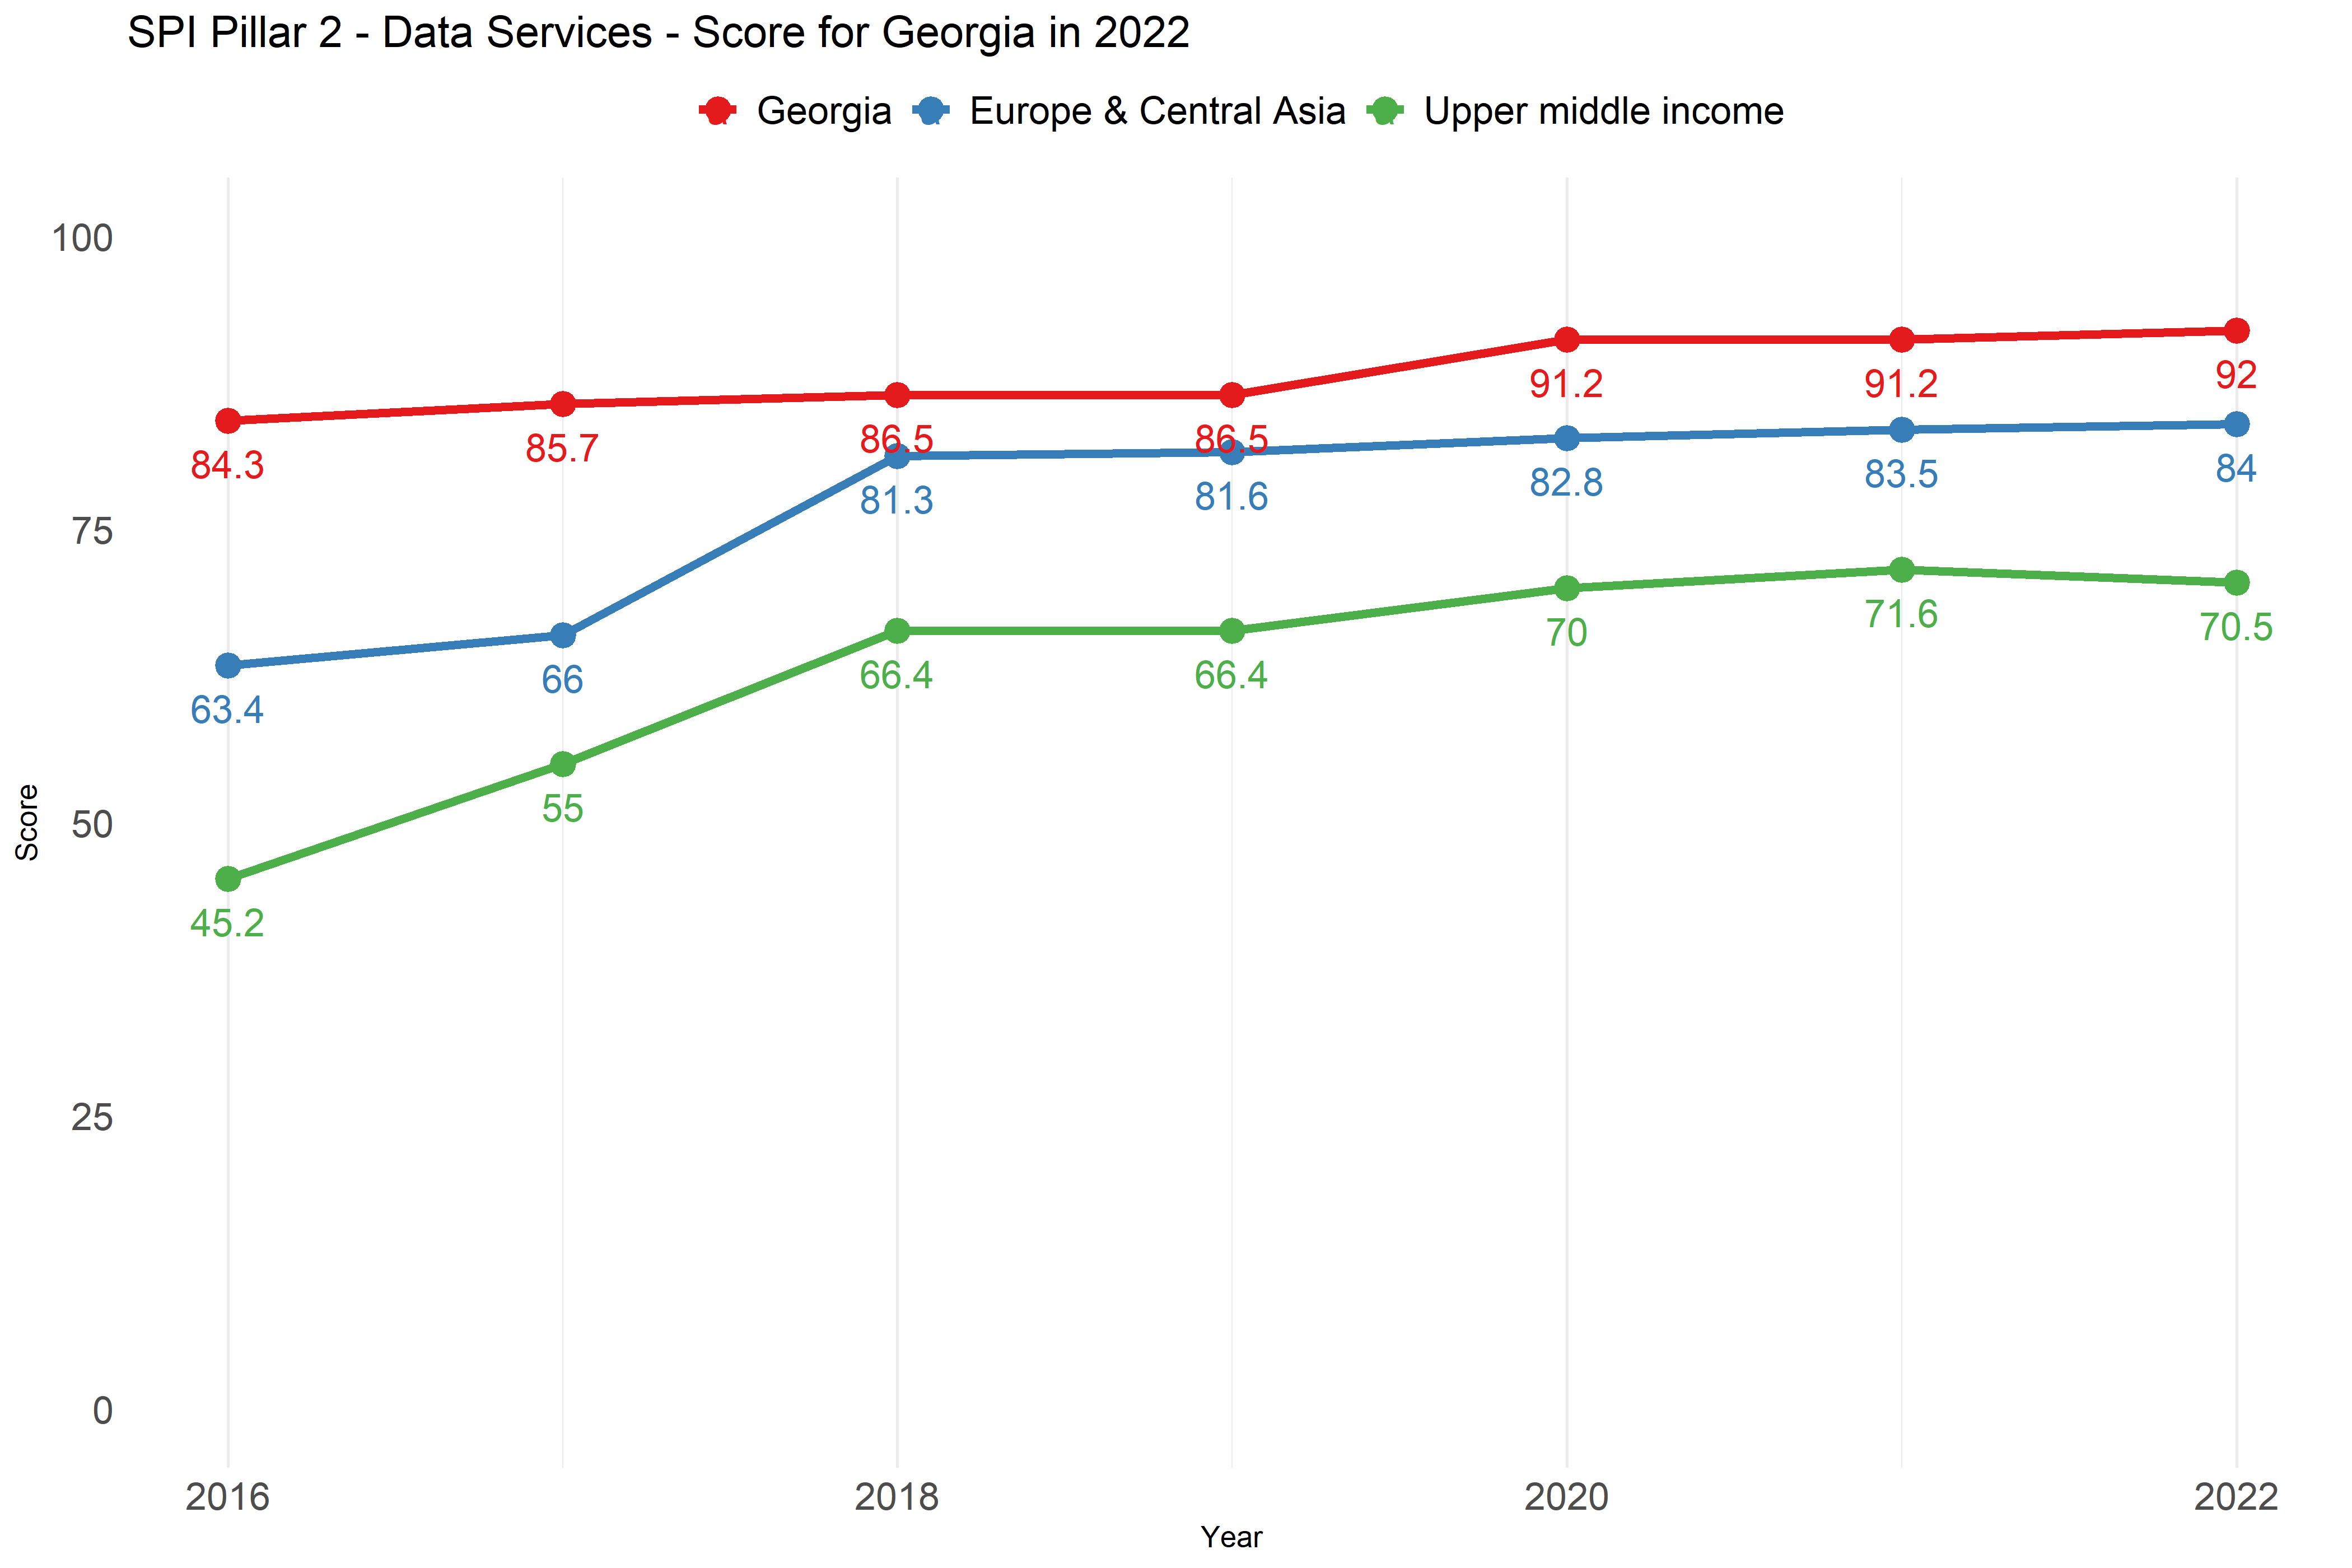 SPI Pillar 2 - Data Services - Score for Georgia in 2022
Georgia Europe & Central Asia Upper middle income
100
75
50
25
0
Score
84.3 85.7 86.5 86.5 91.2 91.2 92
63.4 66 81.3 81.6 82.8 83.5 84
45.2 55 66.4 66.4 70 71.6 70.5
2016 2018 2020 2022
Year